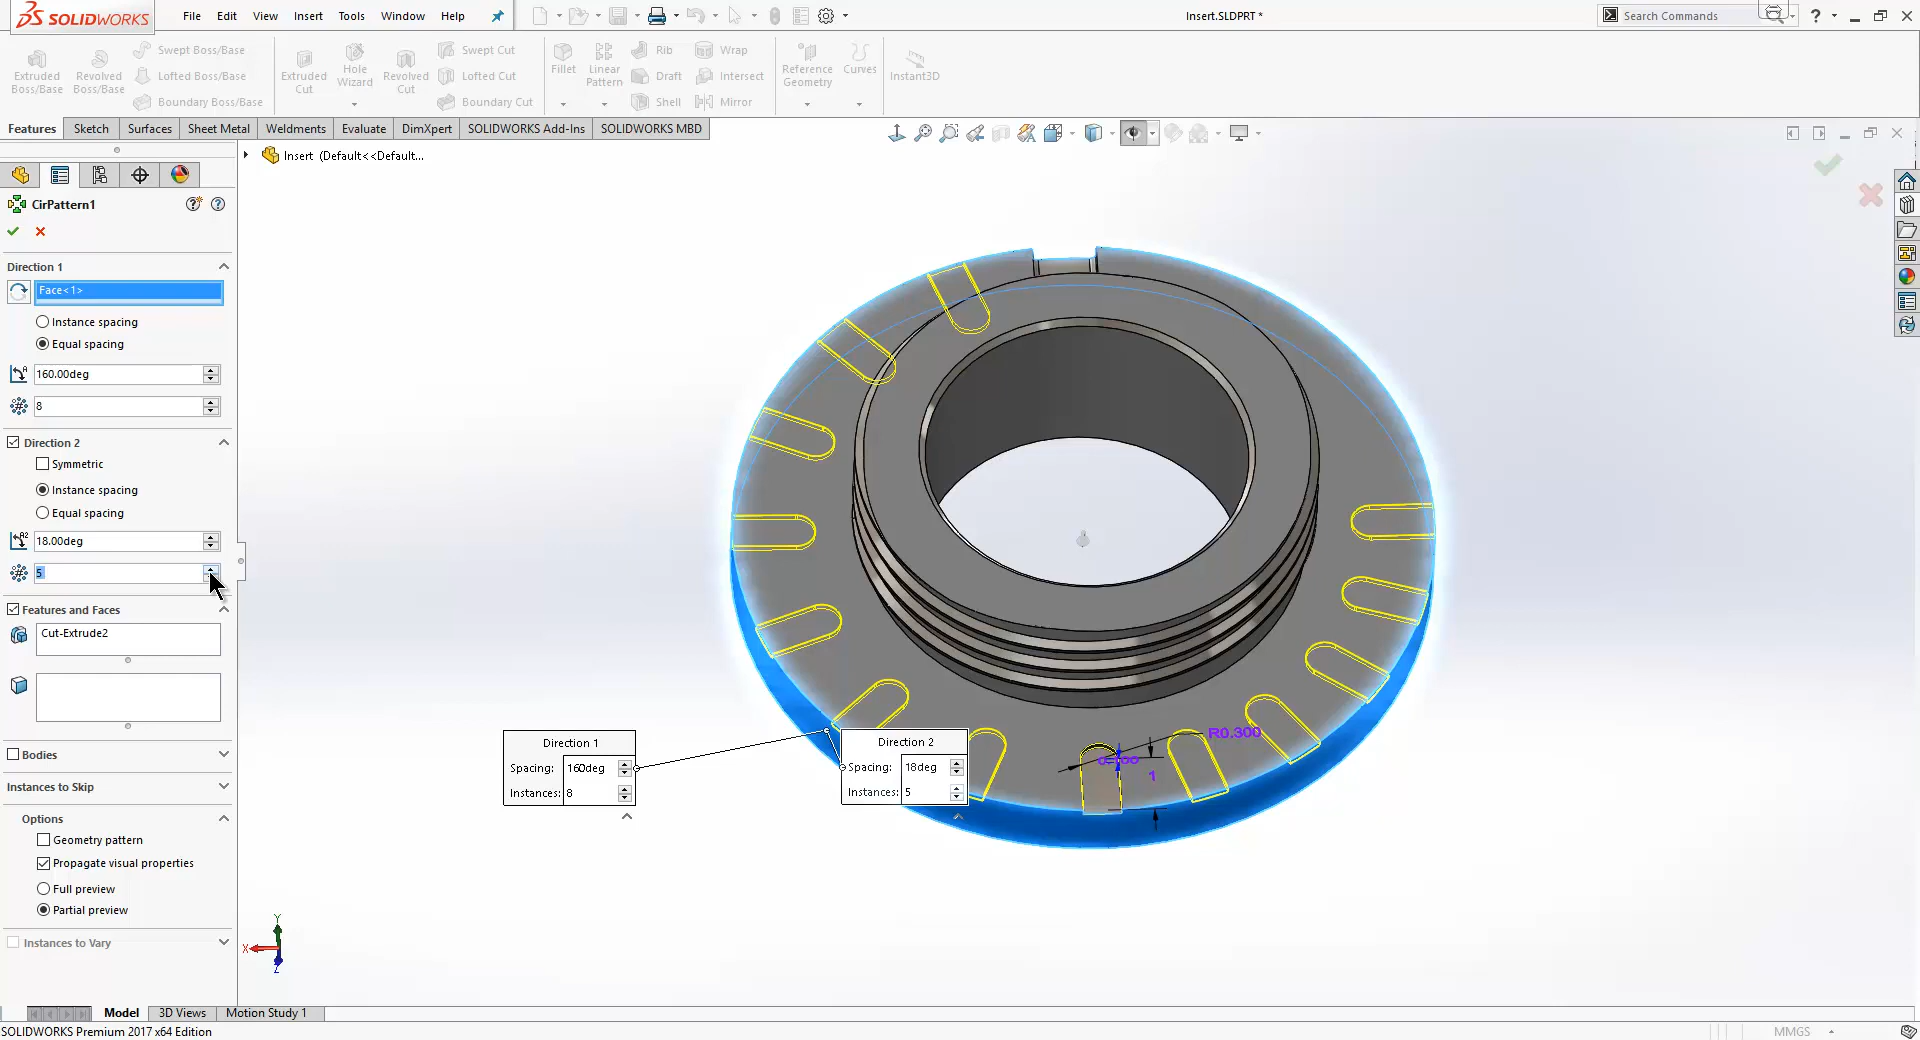 SOLIDWORKS
File Edit View Insert Tools Window Help
Insert.SLDPRT *
Search Commands
?
Extruded Boss/Base
Revolved Boss/Base
Swept Boss/Base
Lofted Boss/Base
Boundary Boss/Base
Extruded Cut
Hole Wizard
Revolved Cut
Swept Cut
Lofted Cut
Boundary Cut
Fillet
Linear Pattern
Rib
Draft
Shell
Wrap
Intersect
Mirror
Reference Geometry
Curves
Instant3D
Features Sketch Surfaces Sheet Metal Weldments Evaluate DimXpert SOLIDWORKS Add-Ins SOLIDWORKS MBD
Insert (Default<<Default...
CirPattern1
Direction 1
Face<1>
Instance spacing
Equal spacing
160.00deg
8
Direction 2
Symmetric
Instance spacing
Equal spacing
18.00deg
5
Features and Faces
Cut-Extrude2
Bodies
Instances to Skip
Options
Geometry pattern
Propagate visual properties
Full preview
Partial preview
Instances to Vary
Direction 1
Spacing: 160deg
Instances: 8
Direction 2
Spacing: 18deg
Instances: 5
R0.300
1
Y
X
Z
Model 3D Views Motion Study 1
SOLIDWORKS Premium 2017 x64 Edition
MMGS